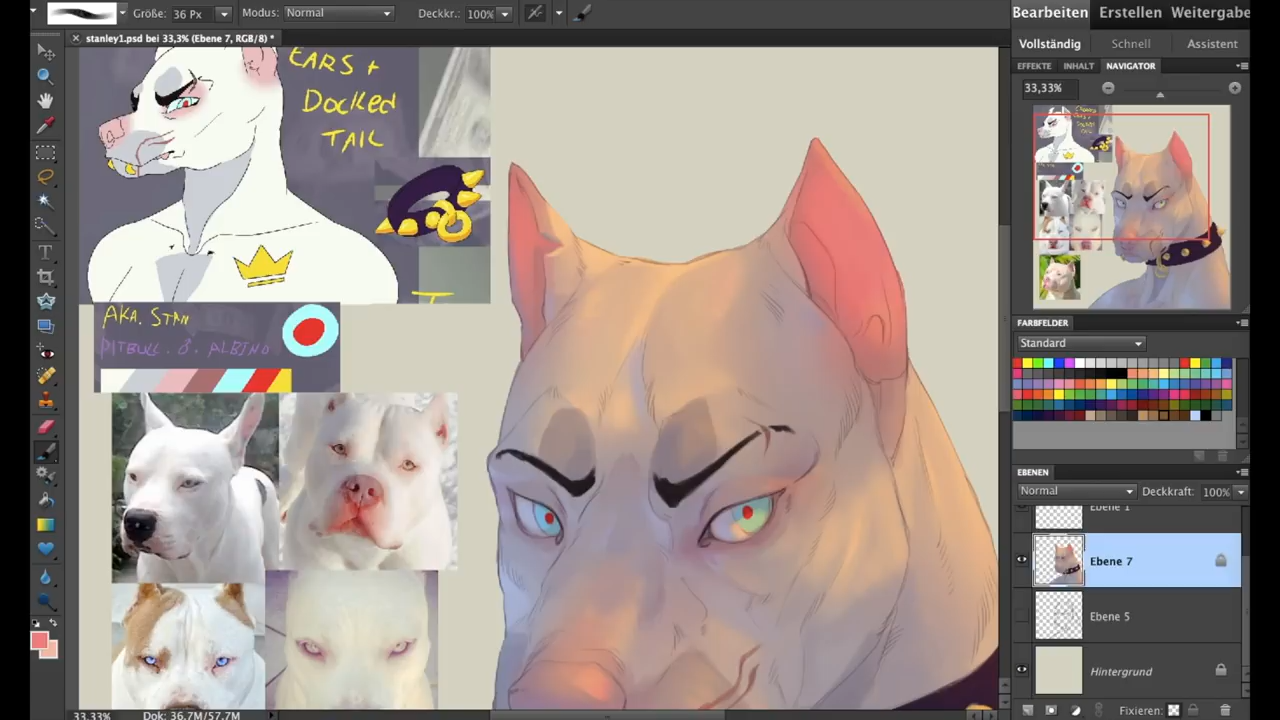 Größe: 36 Px Modus: Normal Deckkr.: 100%
Bearbeiten Erstellen Weitergabe
stanley1.psd bei 33,3% (Ebene 7, RGB/8) *
Vollständig Schnell Assistent
EFFEKTE INHALT NAVIGATOR
33,33%
EARS +
Docked
TAIL
AKA. STAN
PITBULL. ♂. ALBINO
FARBFELDER
Standard
EBENEN
Normal Deckkraft: 100%
Ebene 1
Ebene 7
Ebene 5
Hintergrund
33,33% Dok: 36,7M/57,7M
Fixieren: